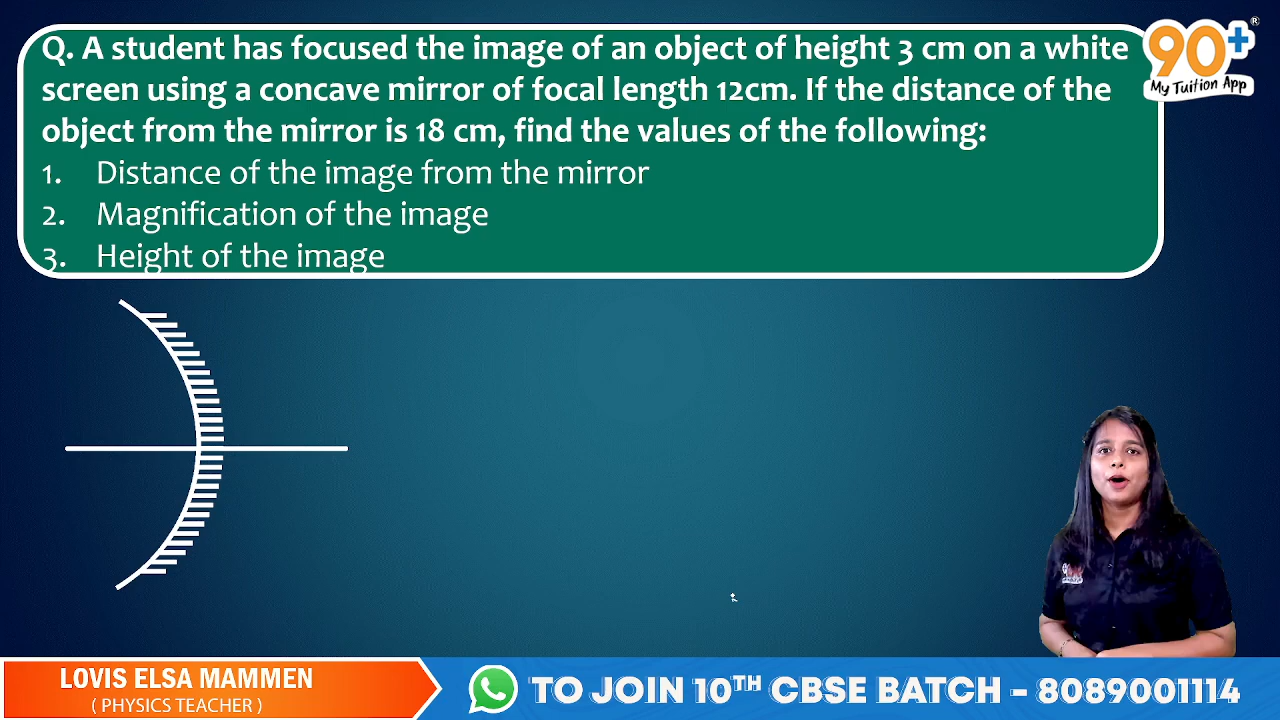 Q. A student has focused the image of an object of height 3 cm on a white
screen using a concave mirror of focal length 12cm. If the distance of the
object from the mirror is 18 cm, find the values of the following:
1. Distance of the image from the mirror
2. Magnification of the image
3. Height of the image
90+
®
My Tuition App
LOVIS ELSA MAMMEN
( PHYSICS TEACHER )
TO JOIN 10TH CBSE BATCH - 8089001114